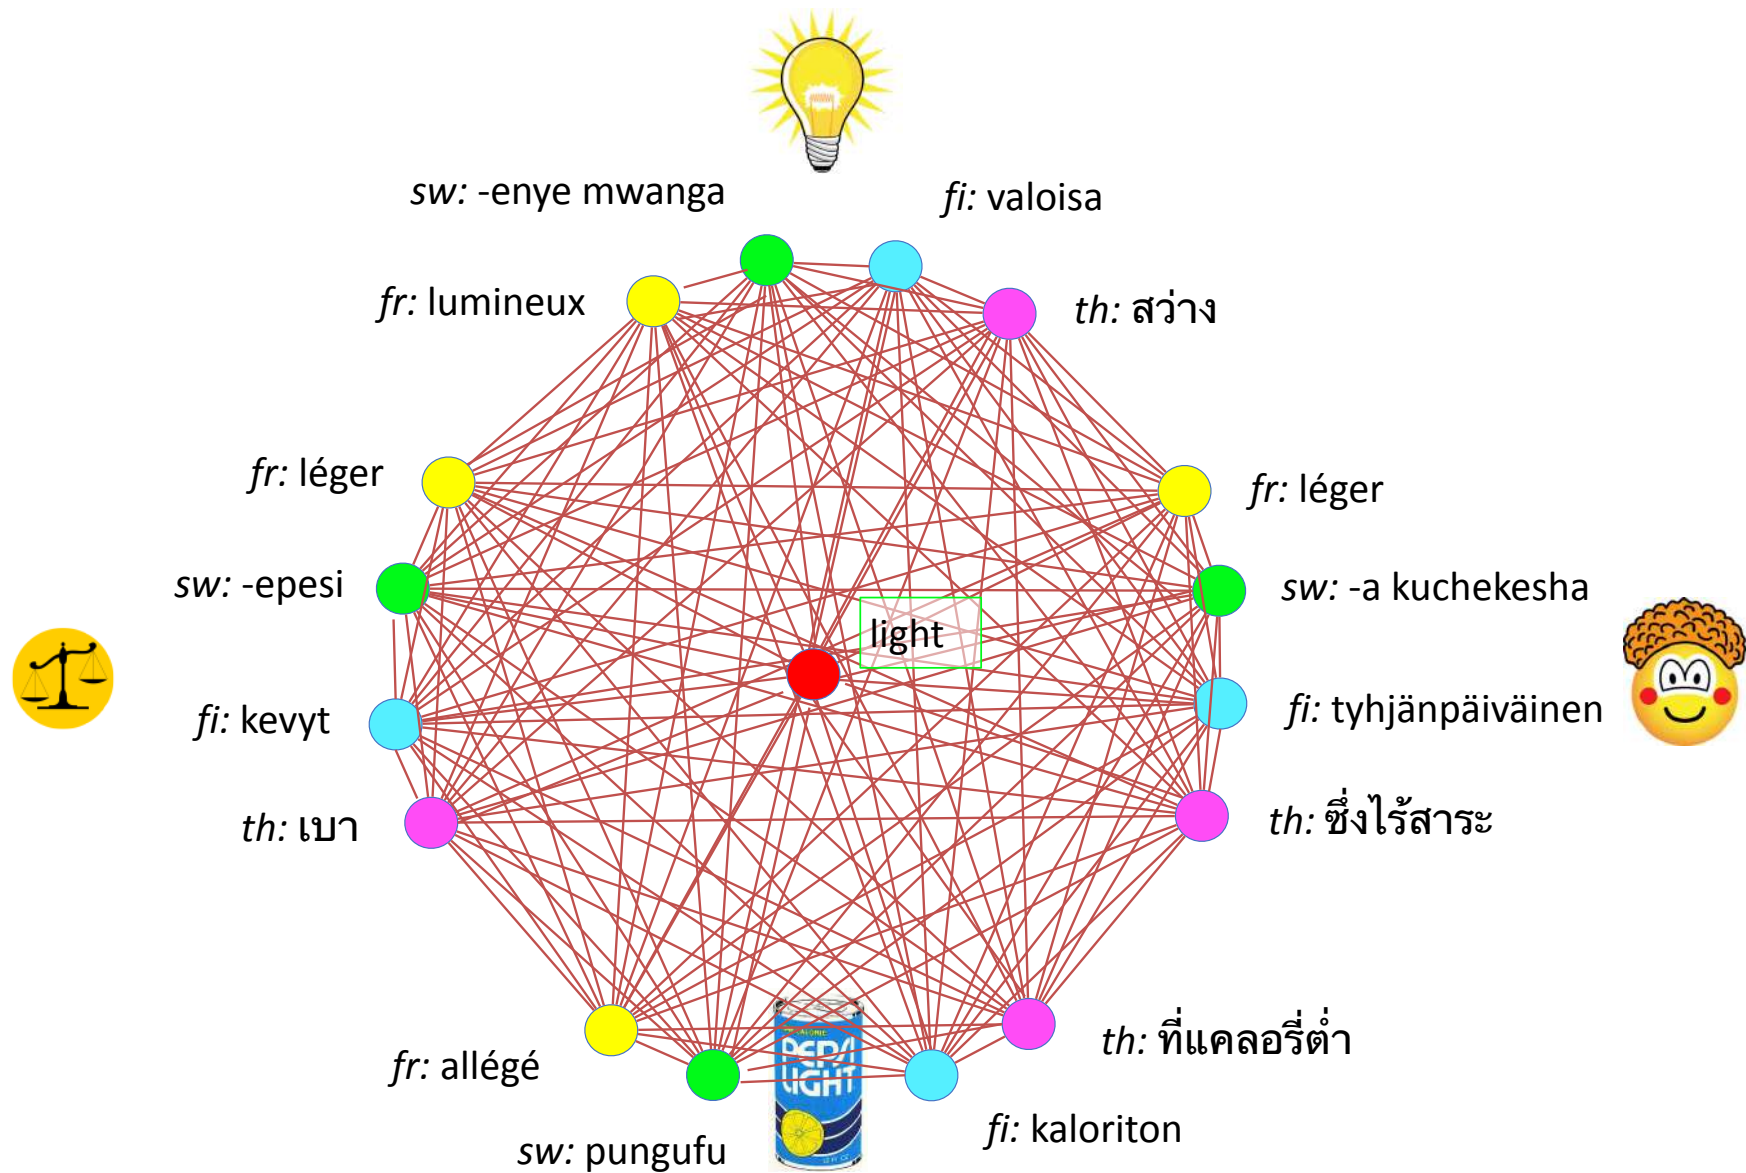 sw: -enye mwanga
fi: valoisa
fr: lumineux
th: สว่าง
fr: léger
fr: léger
sw: -epesi
sw: -a kuchekesha
light
fi: kevyt
fi: tyhjänpäiväinen
th: เบา
th: ซึ่งไร้สาระ
LIGHT
th: ที่แคลอรี่ต่ำ
fr: allégé
fi: kaloriton
sw: pungufu